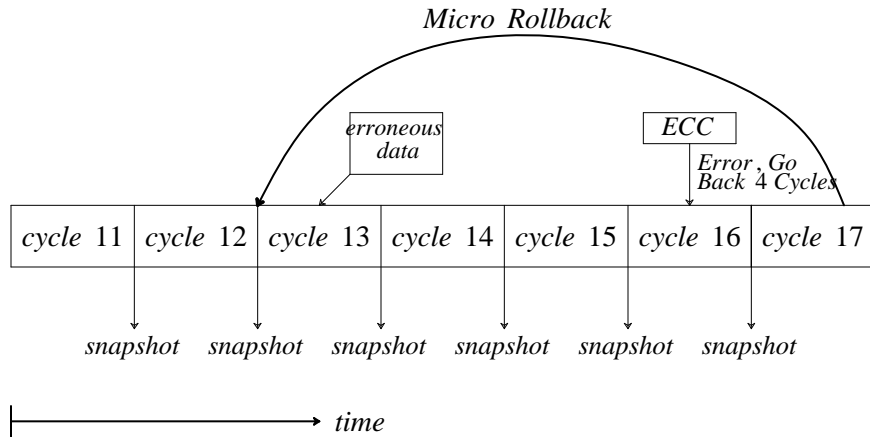 Micro Rollback
erroneous
data
ECC
Error, Go
Back 4 Cycles
cycle 11 cycle 12 cycle 13 cycle 14 cycle 15 cycle 16 cycle 17
snapshot snapshot snapshot snapshot snapshot snapshot
time